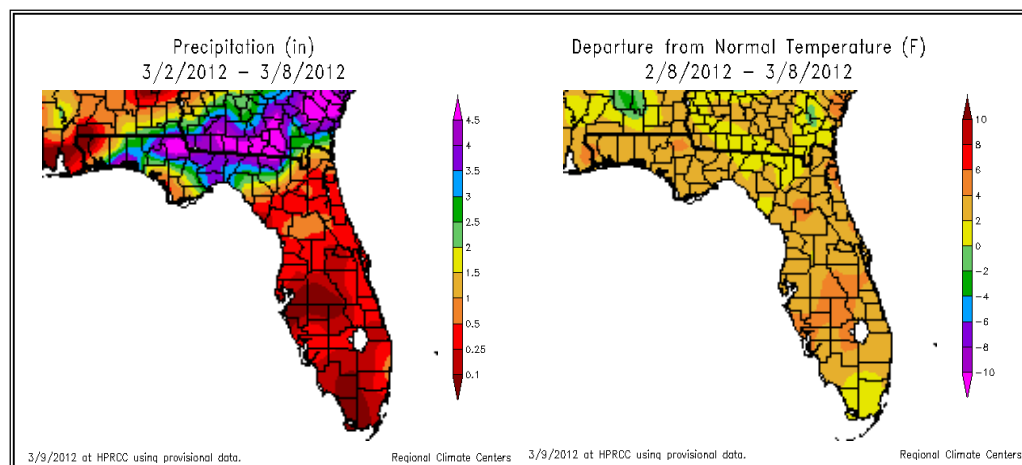 Precipitation (in)
3/2/2012 – 3/8/2012
4.5
4
3.5
3
2.5
2
1.5
1
0.5
0.25
0.1
3/9/2012 at HPRCC using provisional data.
Regional Climate Centers
Departure from Normal Temperature (F)
2/8/2012 – 3/8/2012
10
8
6
4
2
0
-2
-4
-6
-8
-10
3/9/2012 at HPRCC using provisional data.
Regional Climate Centers